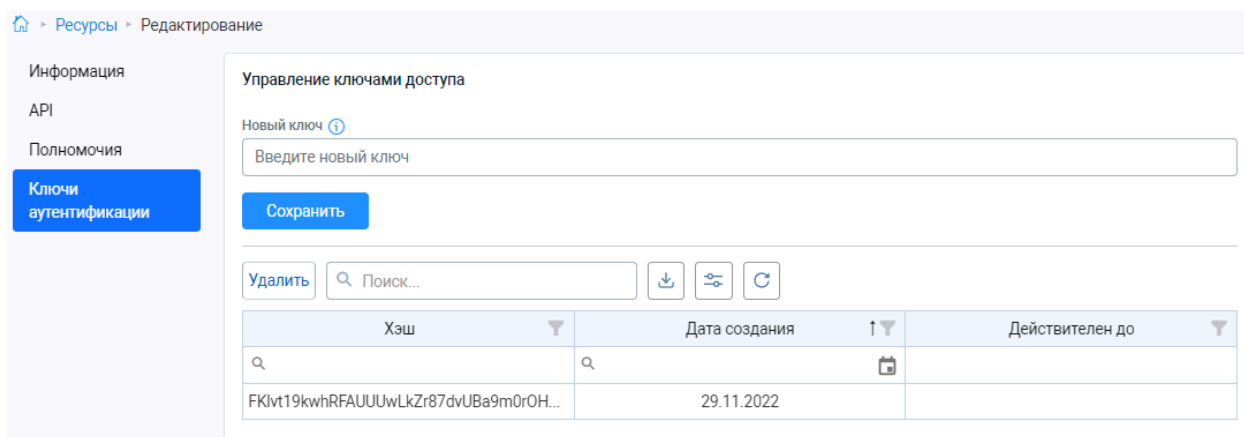 Ресурсы Редактирование
Информация
API
Полномочия
Ключи
аутентификации
Управление ключами доступа
Новый ключ
Введите новый ключ
Сохранить
Удалить Поиск...
Хэш Дата создания Действителен до
FKlvt19kwhRFAUUUwLkZr87dvUBa9m0rOH... 29.11.2022